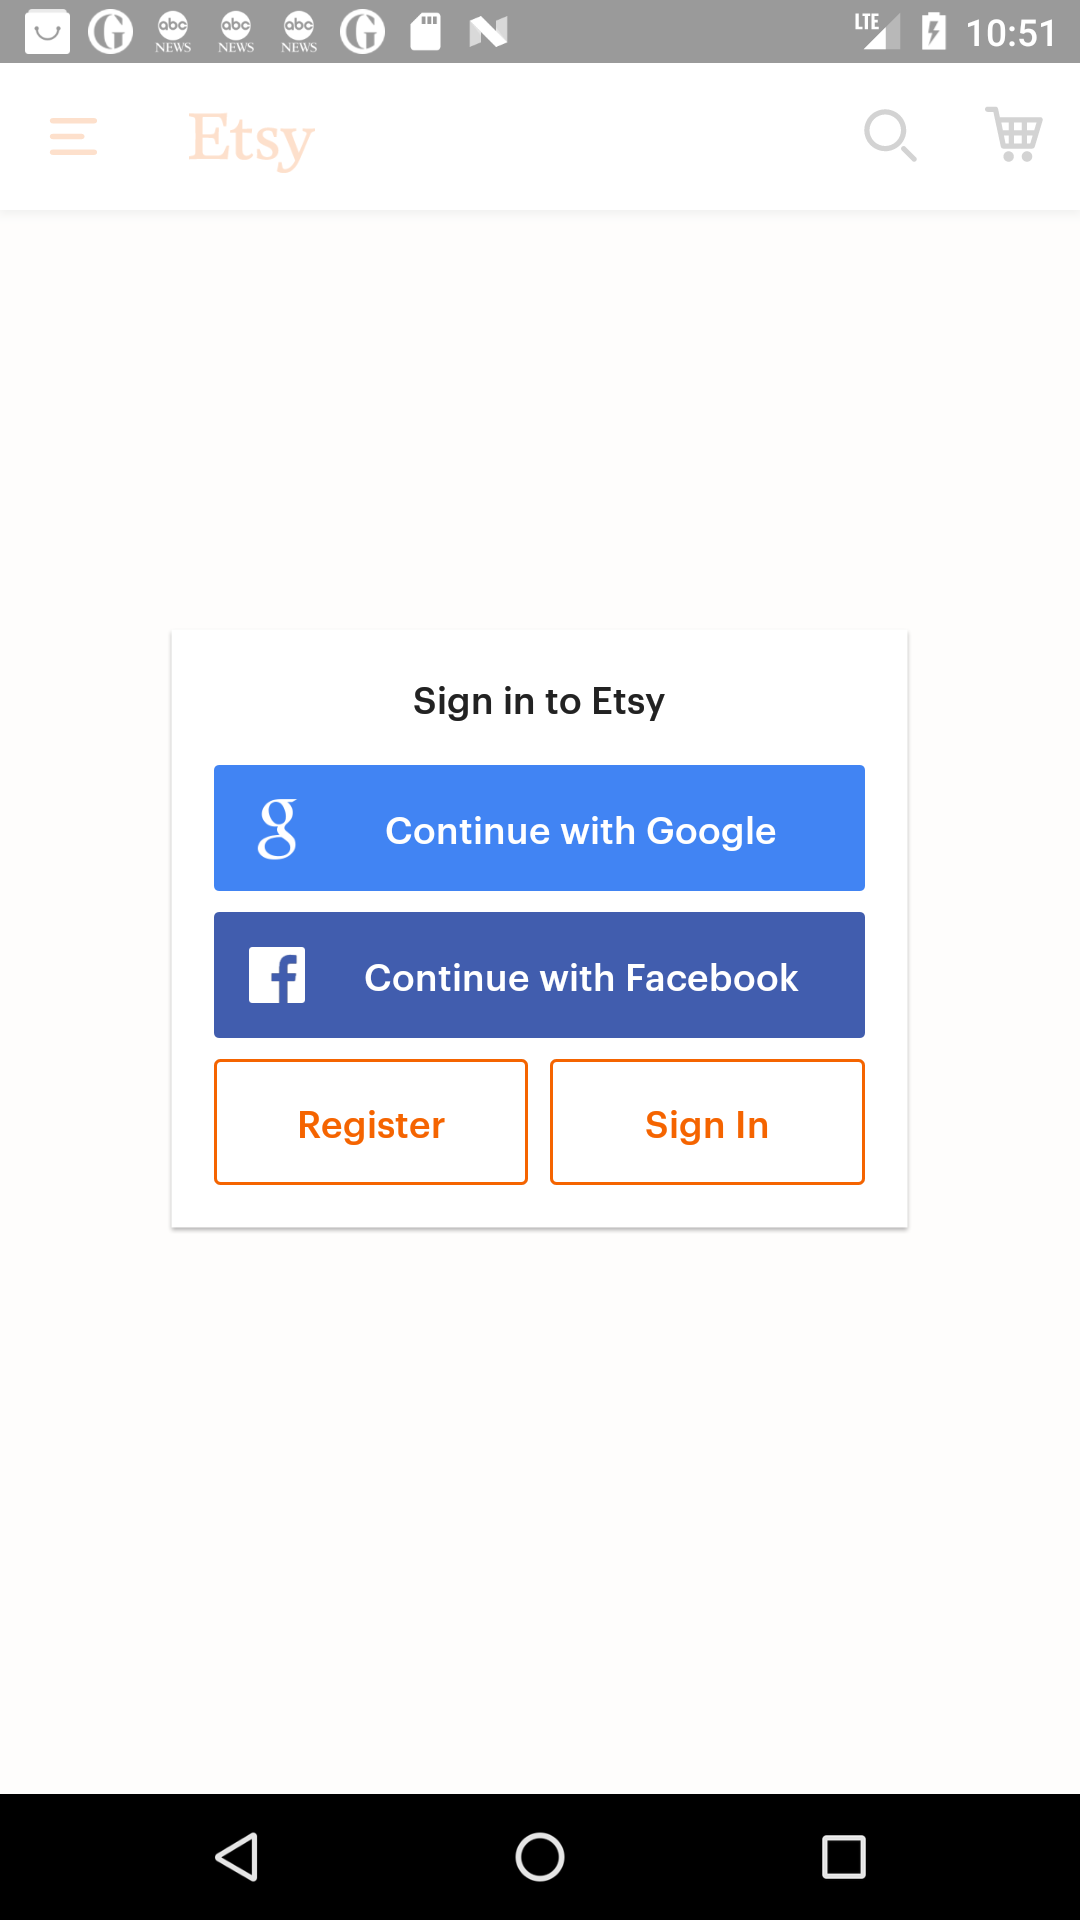 abc NEWS abc NEWS abc NEWS LTE 10:51
Etsy
Sign in to Etsy
Continue with Google
Continue with Facebook
Register Sign In